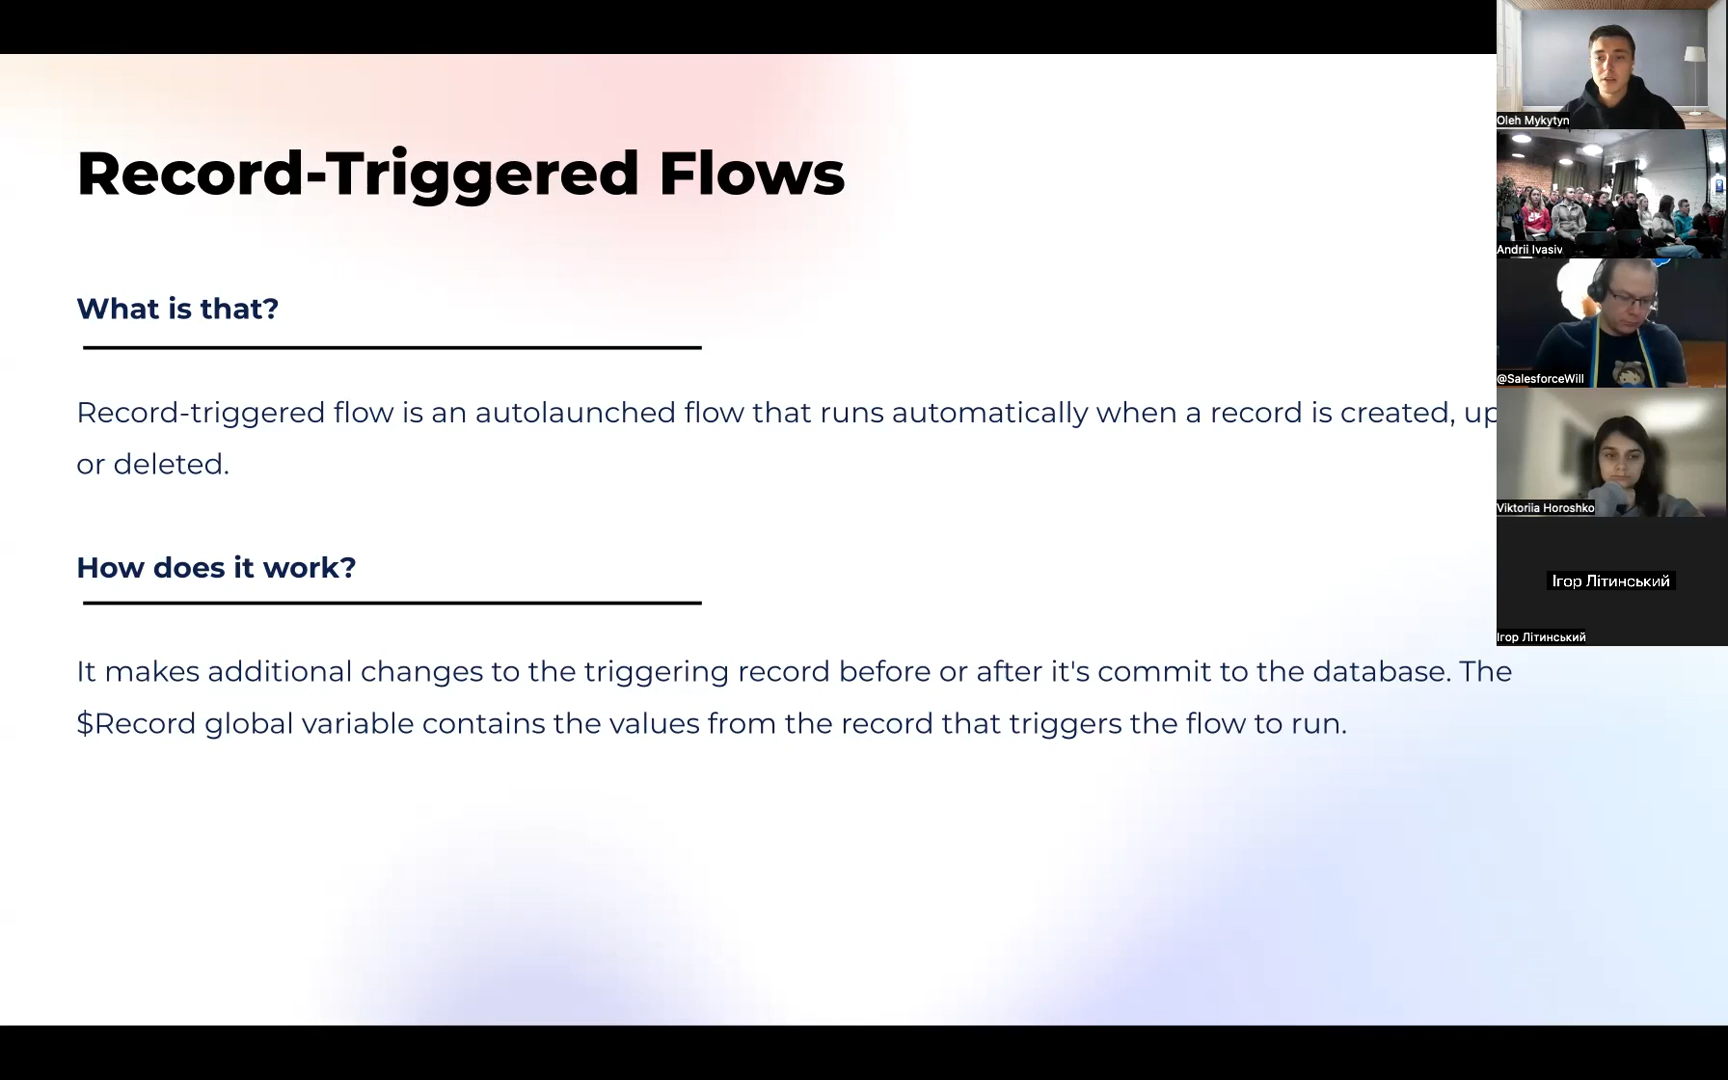 Record-Triggered Flows
What is that?
Record-triggered flow is an autolaunched flow that runs automatically when a record is created, up
or deleted.
How does it work?
It makes additional changes to the triggering record before or after it's commit to the database. The
$Record global variable contains the values from the record that triggers the flow to run.
Oleh Mykytyn
Andrii Ivasiv
@SalesforceWill
Viktoriia Horoshko
Ігор Літинський
Ігор Літинський